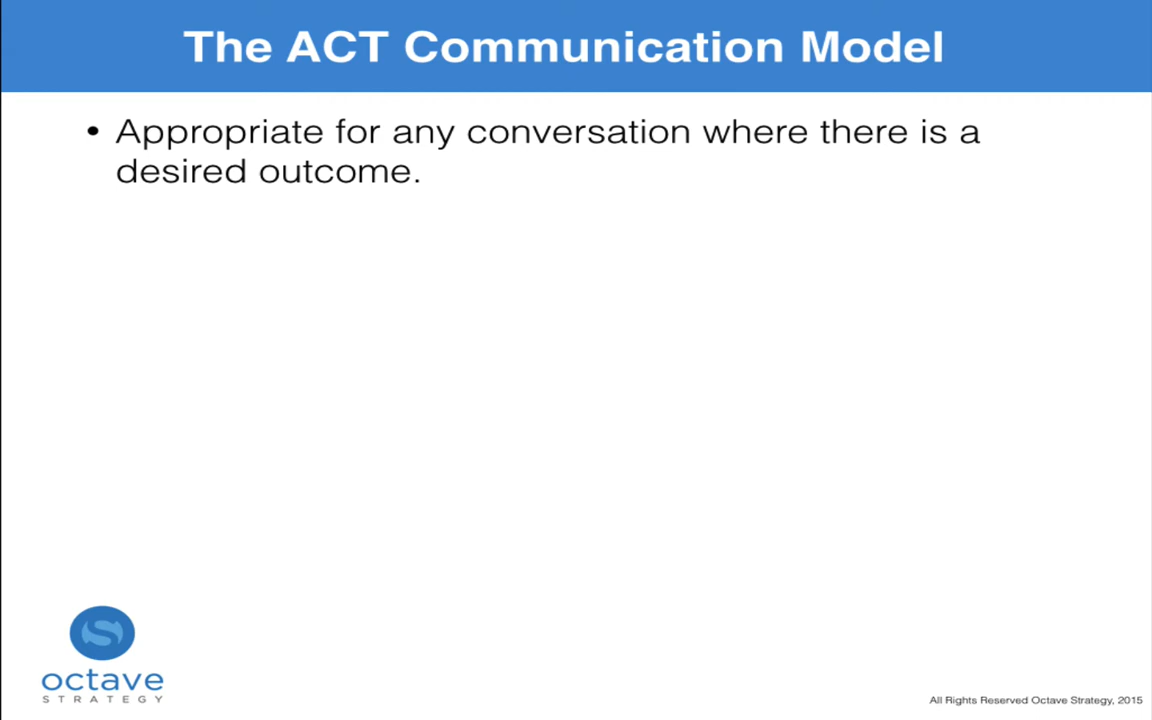 The ACT Communication Model
• Appropriate for any conversation where there is a
desired outcome.
octave
STRATEGY
All Rights Reserved Octave Strategy, 2015